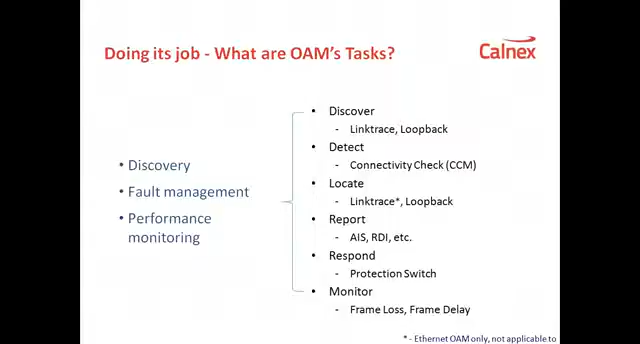 Doing its job - What are OAM's Tasks?
Calnex
• Discovery
• Fault management
• Performance
monitoring
• Discover
- Linktrace, Loopback
• Detect
- Connectivity Check (CCM)
• Locate
- Linktrace*, Loopback
• Report
- AIS, RDI, etc.
• Respond
- Protection Switch
• Monitor
- Frame Loss, Frame Delay
* - Ethernet OAM only, not applicable to